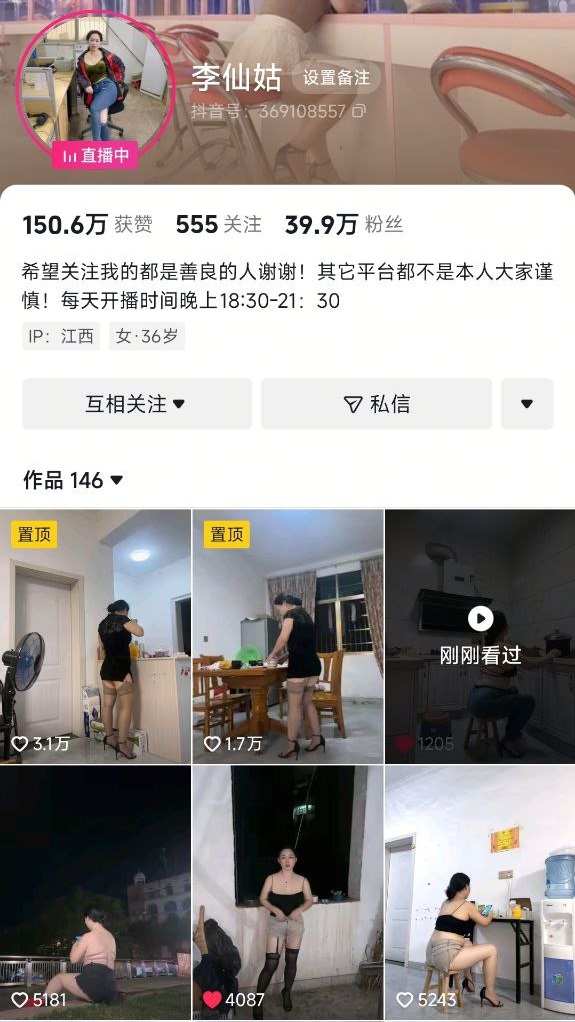 李仙姑 设置备注
抖音号：369108557
直播中
150.6万 获赞 555 关注 39.9万 粉丝
希望关注我的都是善良的人谢谢！其它平台都不是本人大家谨
慎！每天开播时间晚上18:30-21：30
IP：江西 女·36岁
互相关注 私信
作品 146
置顶 置顶
刚刚看过
3.1万 1.7万 1205
5181 4087 5243